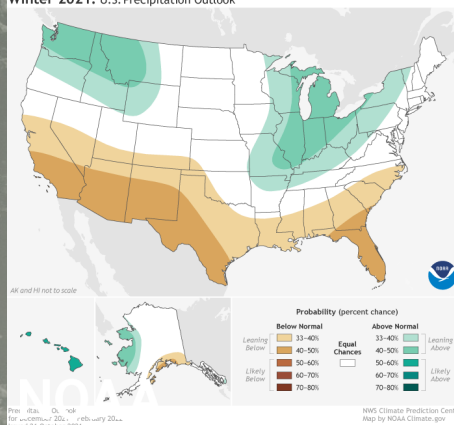 Winter 2021: U.S. Precipitation Outlook
AK and HI not to scale
noaa
Probability (percent chance)
Below Normal
Above Normal
Equal Chances
Leaning Below
33-40%
40-50%
Likely Below
50-60%
60-70%
70-80%
33-40%
40-50%
Leaning Above
50-60%
60-70%
70-80%
Likely Above
NOAA
NWS Climate Prediction Cent
Map by NOAA Climate.gov